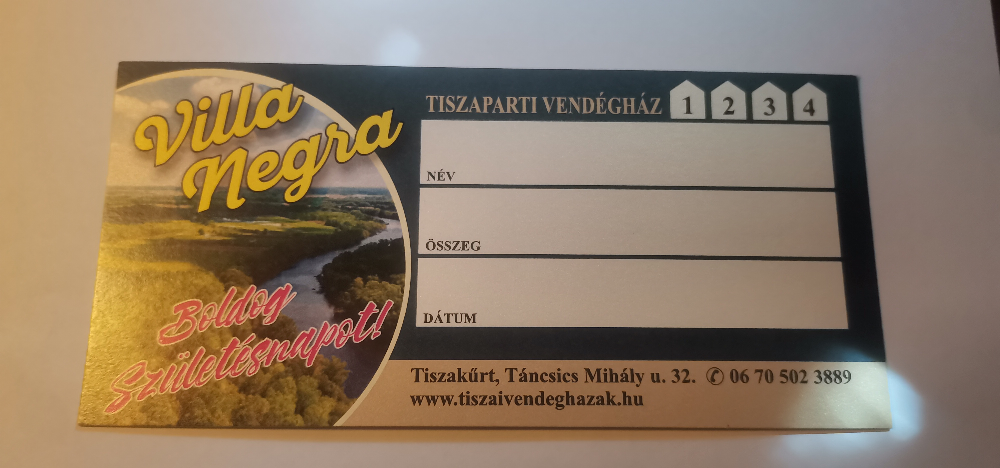 Villa
Negra
Boldog
Születésnapot!
TISZAPARTI VENDÉGHÁZ 1 2 3 4
NÉV
ÖSSZEG
DÁTUM
Tiszakűrt, Táncsics Mihály u. 32. ✆ 06 70 502 3889
www.tiszaivendeghazak.hu